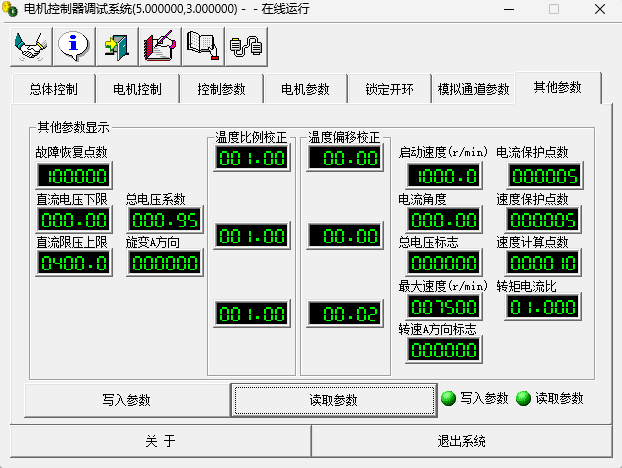 电机控制器调试系统(5.000000,3.000000) - - 在线运行
总体控制 电机控制 控制参数 电机参数 锁定开环 模拟通道参数 其他参数
其他参数显示
故障恢复点数
100000
直流电压下限 总电压系数
000.00 000.95
直流限压上限 旋变A方向
0400.0 000000
温度比例校正
001.00
001.00
001.00
温度偏移校正
00.00
00.00
00.02
启动速度(r/min) 电流保护点数
1000.0 000005
电流角度 速度保护点数
000.00 000005
总电压标志 速度计算点数
000000 000010
最大速度(r/min) 转矩电流比
007500 01.000
转速A方向标志
000000
写入参数 读取参数 写入参数 读取参数
关 于 退出系统